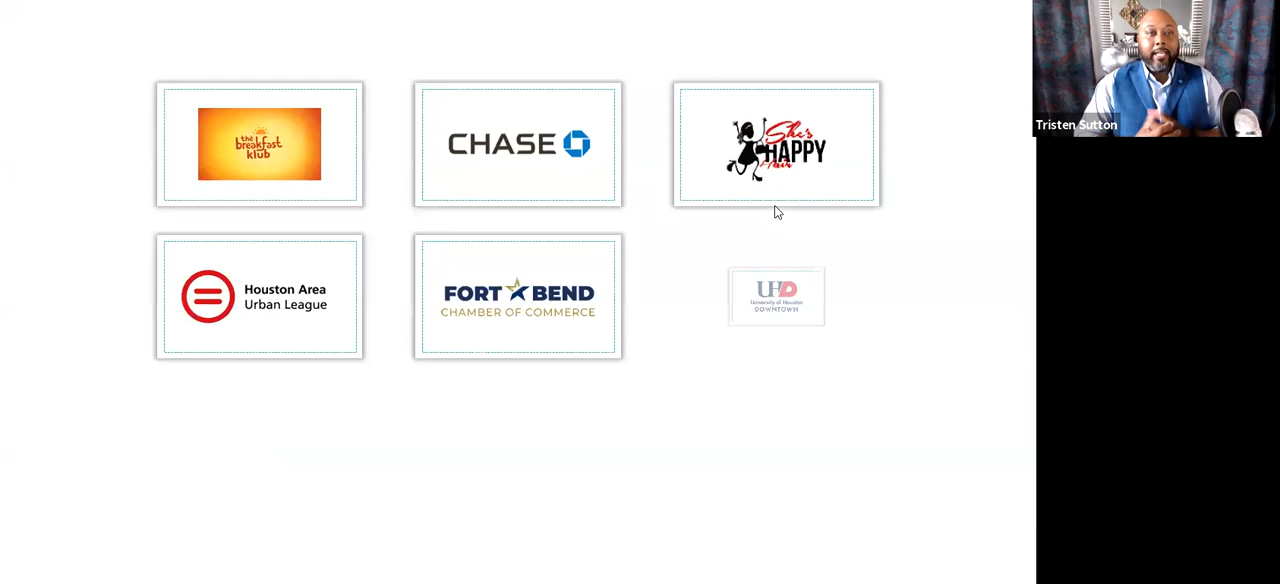 the
breakfast
klub
CHASE
She's
HAPPY
Hair
Tristen Sutton
Houston Area
Urban League
FORT BEND
CHAMBER OF COMMERCE
UHD
University of Houston
DOWNTOWN